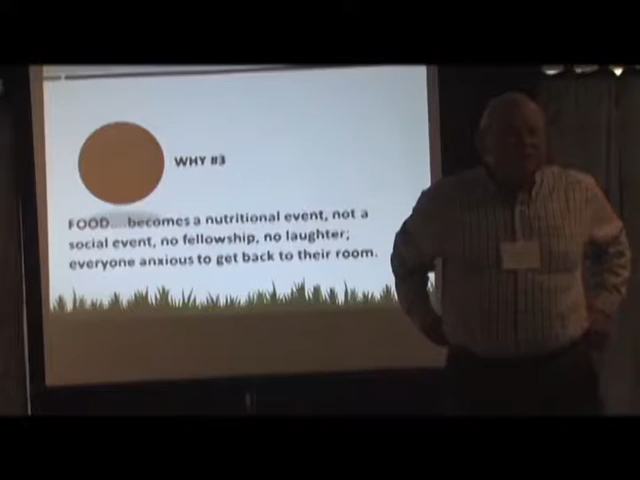 WHY #3
FOOD....becomes a nutritional event, not a
social event, no fellowship, no laughter;
everyone anxious to get back to their room.